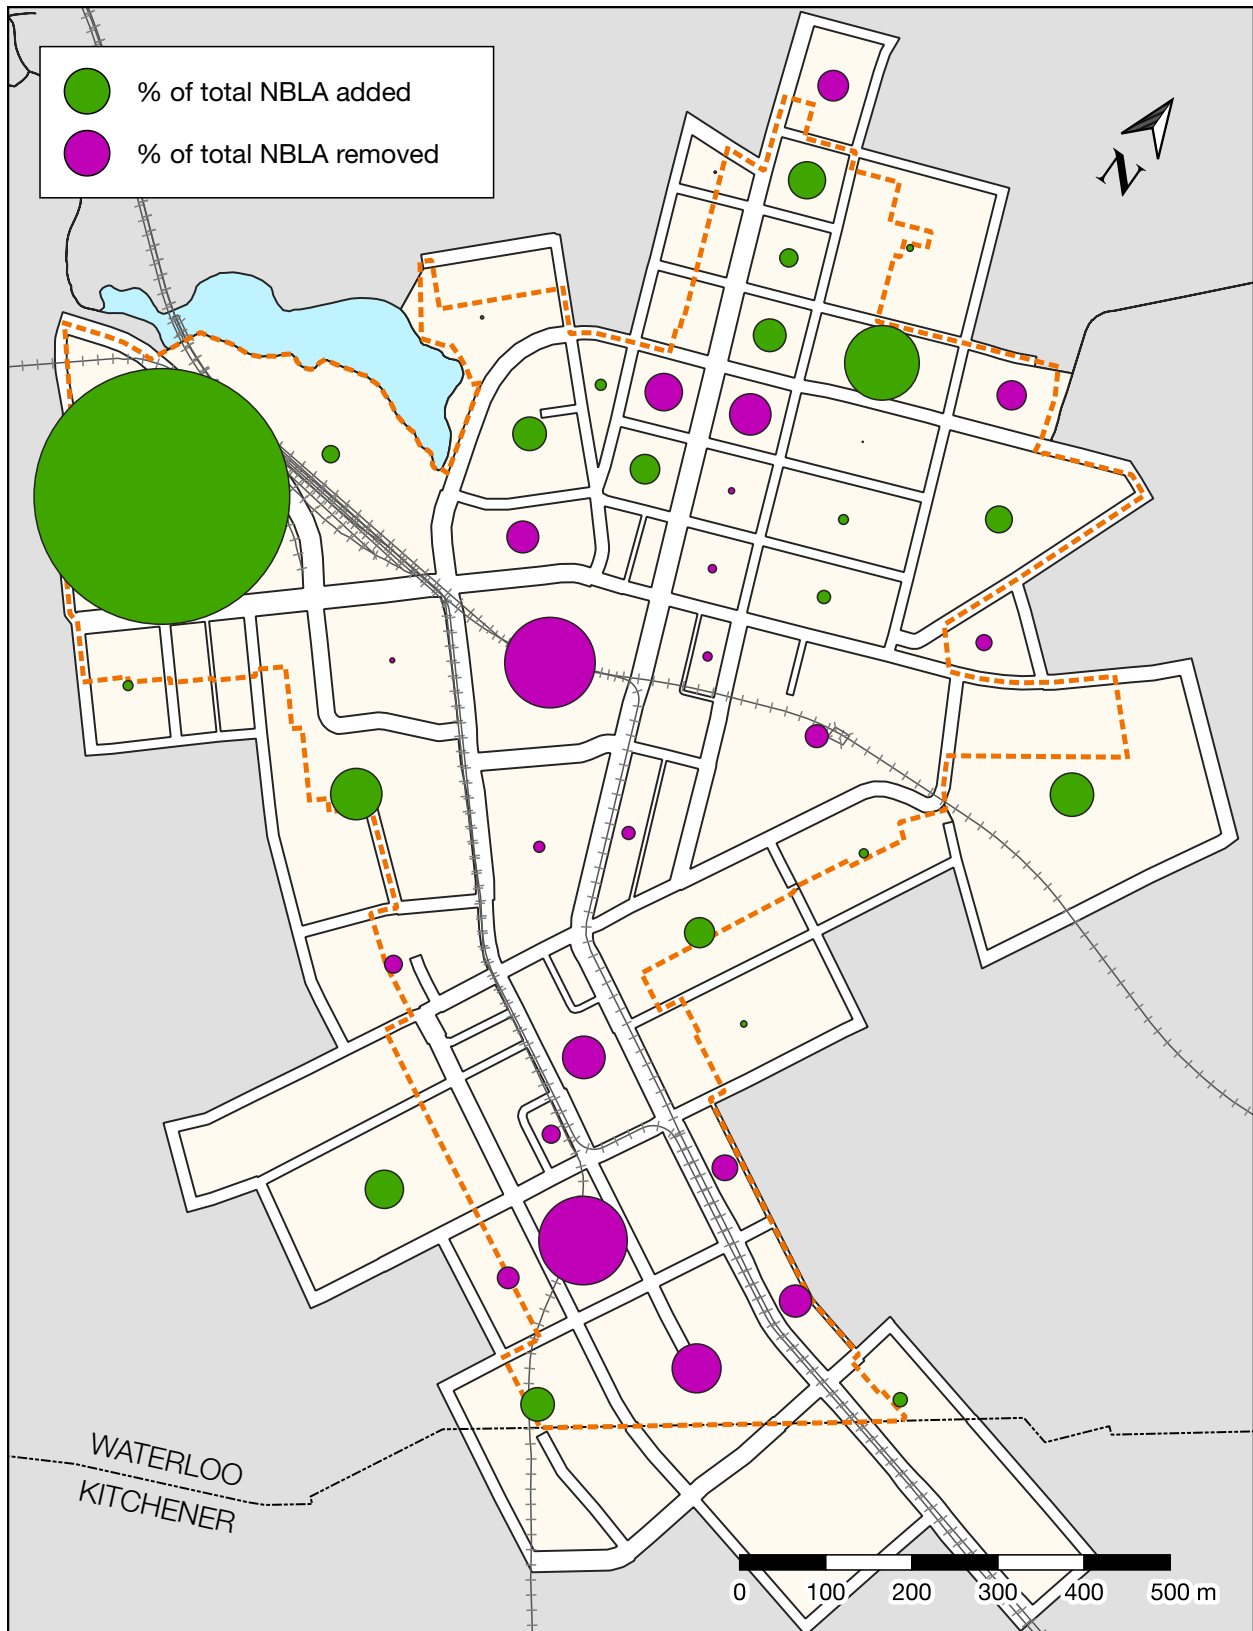 % of total NBLA added
% of total NBLA removed
N
WATERLOO
KITCHENER
0 100 200 300 400 500 m